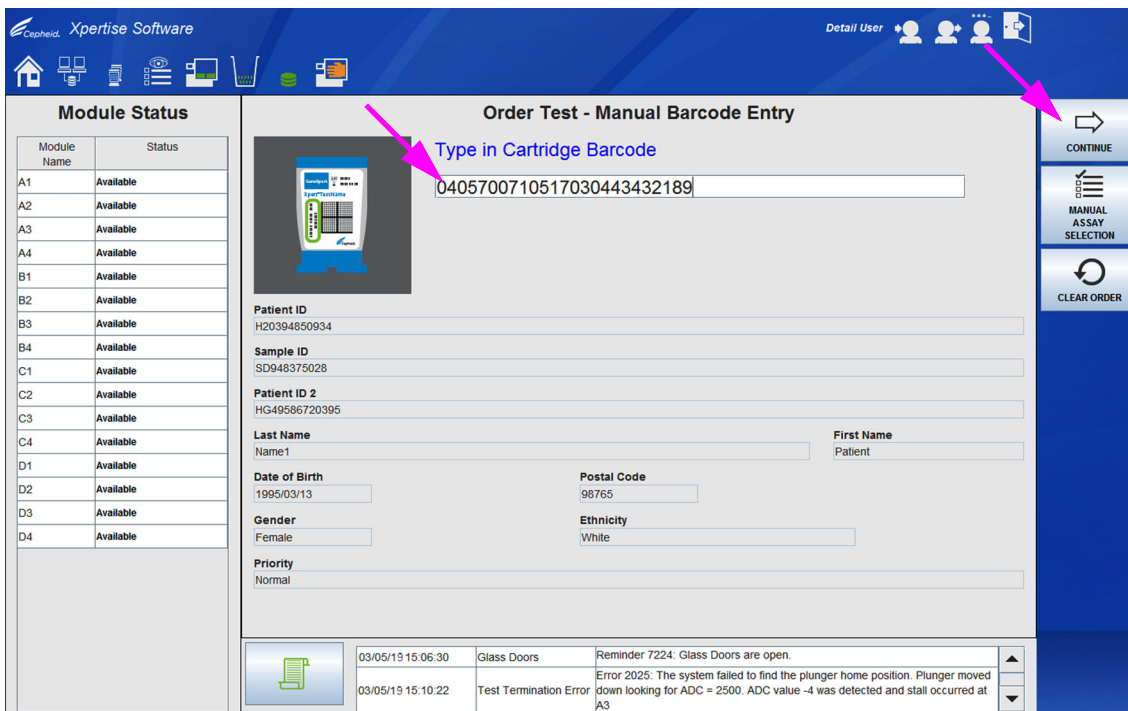 Cepheid. Xpertise Software
Detail User
Module Status
Module Name Status
A1 Available
A2 Available
A3 Available
A4 Available
B1 Available
B2 Available
B3 Available
B4 Available
C1 Available
C2 Available
C3 Available
C4 Available
D1 Available
D2 Available
D3 Available
D4 Available
Order Test - Manual Barcode Entry
Type in Cartridge Barcode
0405700710517030443432189
GeneXpert
Xpert®TestName
Cepheid
Patient ID
H20394850934
Sample ID
SD948375028
Patient ID 2
HG49586720395
Last Name First Name
Name1 Patient
Date of Birth Postal Code
1995/03/13 98765
Gender Ethnicity
Female White
Priority
Normal
03/05/19 15:06:30 Glass Doors Reminder 7224: Glass Doors are open.
03/05/19 15:10:22 Test Termination Error Error 2025: The system failed to find the plunger home position. Plunger moved
down looking for ADC = 2500. ADC value -4 was detected and stall occurred at
A3
CONTINUE
MANUAL
ASSAY
SELECTION
CLEAR ORDER